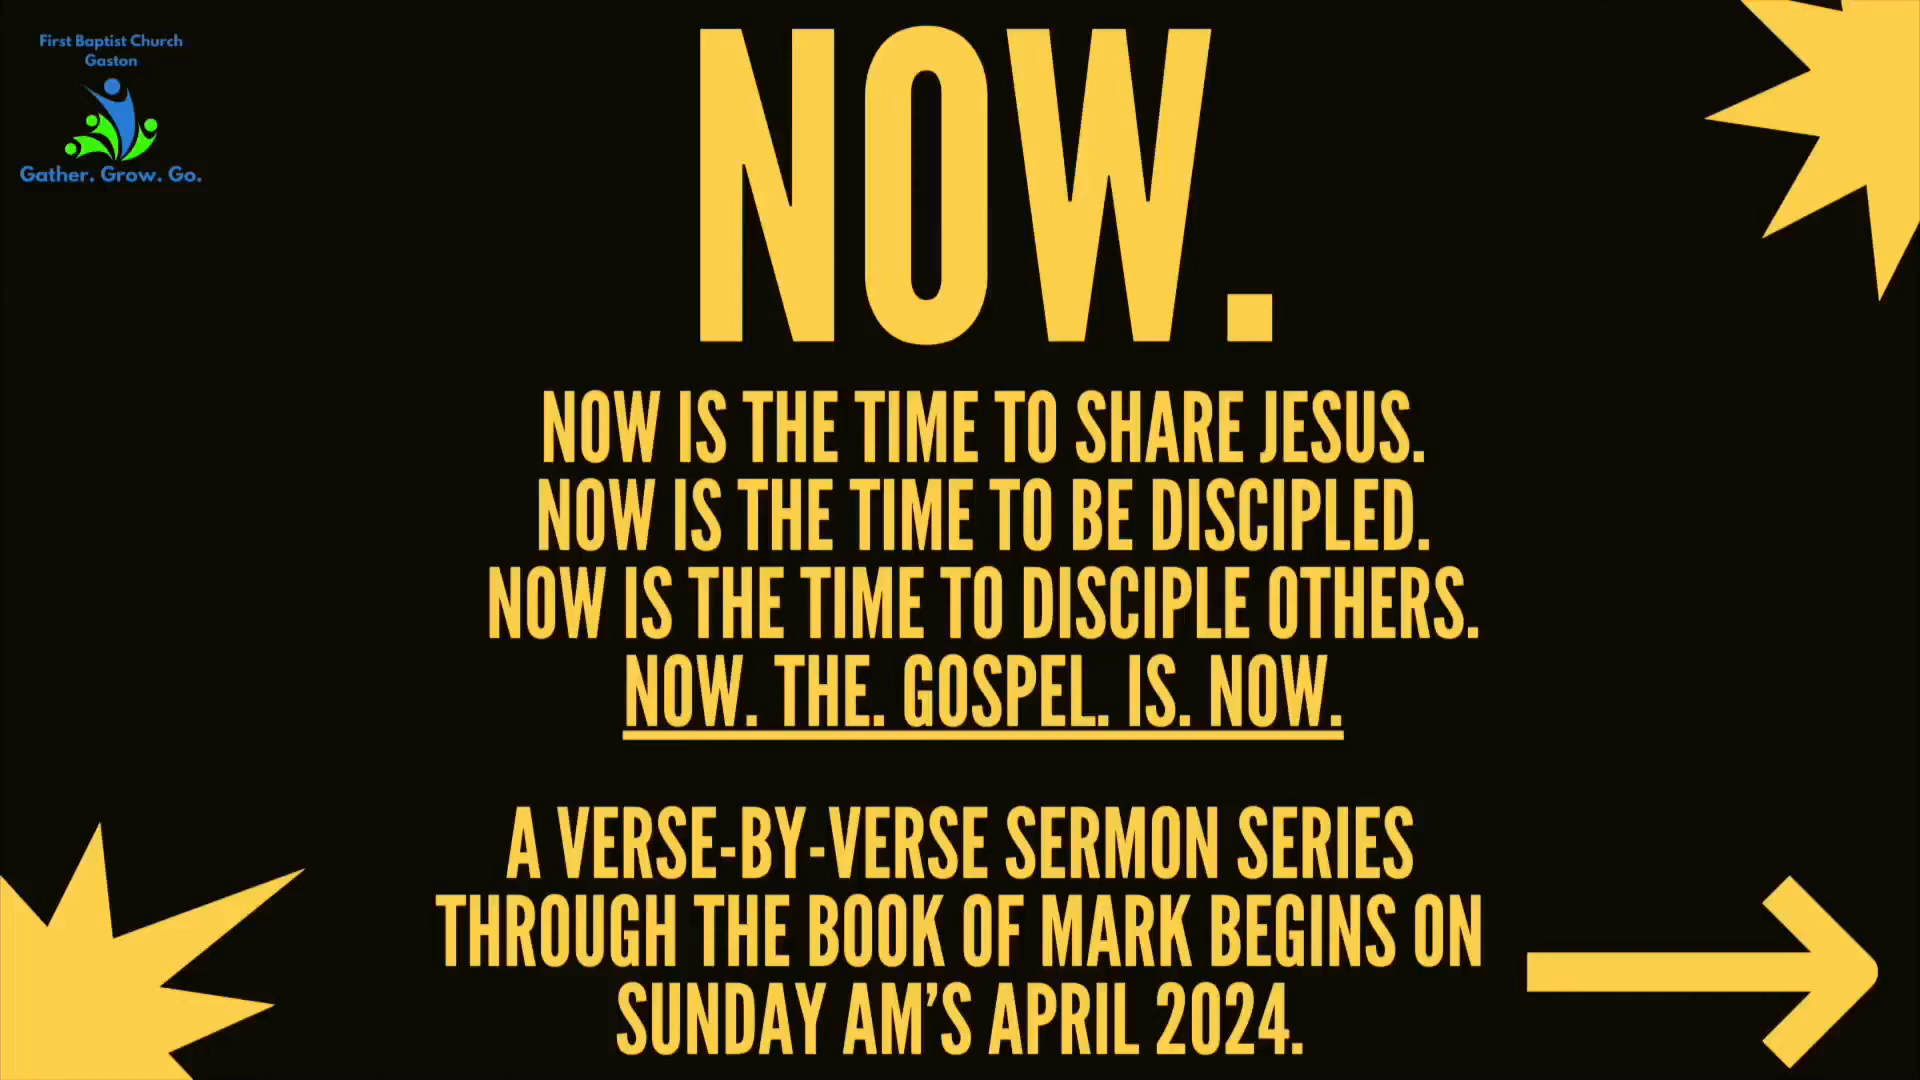 First Baptist Church
Gaston
Gather. Grow. Go.
NOW.
NOW IS THE TIME TO SHARE JESUS.
NOW IS THE TIME TO BE DISCIPLED.
NOW IS THE TIME TO DISCIPLE OTHERS.
NOW. THE. GOSPEL. IS. NOW.
A VERSE-BY-VERSE SERMON SERIES
THROUGH THE BOOK OF MARK BEGINS ON
SUNDAY AM’S APRIL 2024.